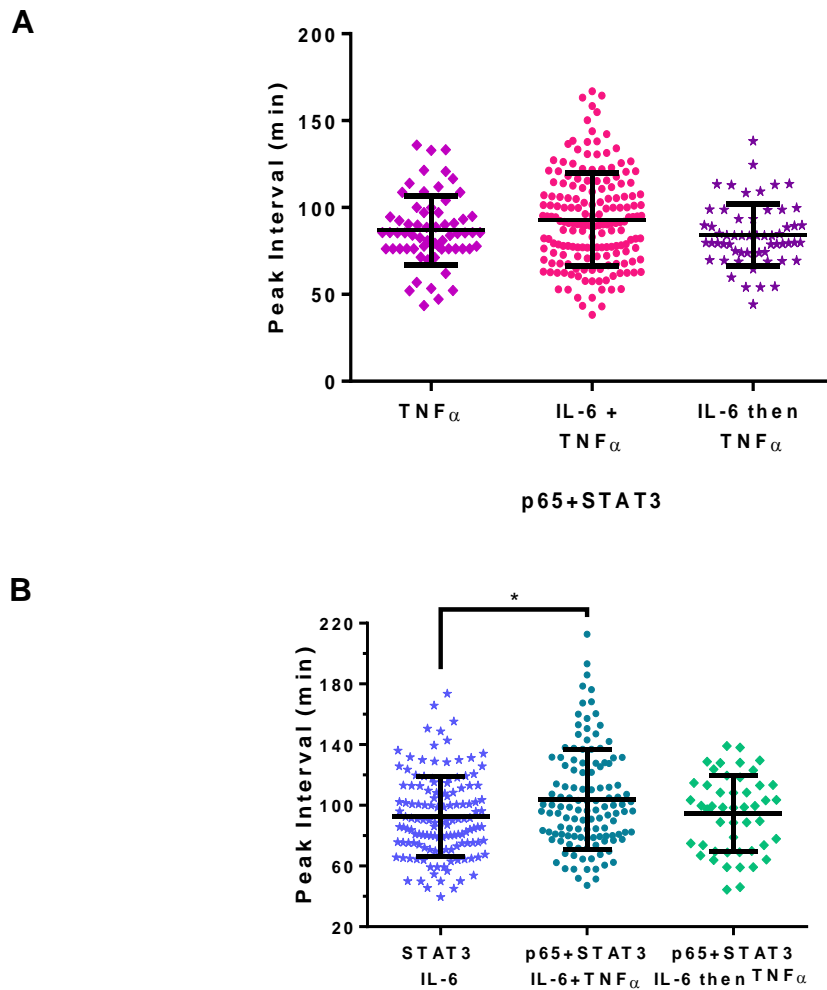 A
Peak Interval (min)
200
150
100
50
0
TNFα
IL-6 +
TNFα
IL-6 then
TNFα
p65+STAT3
B
*
Peak Interval (min)
220
180
140
100
60
20
STAT3
IL-6
p65+STAT3
IL-6+TNFα
p65+STAT3
IL-6 then TNFα